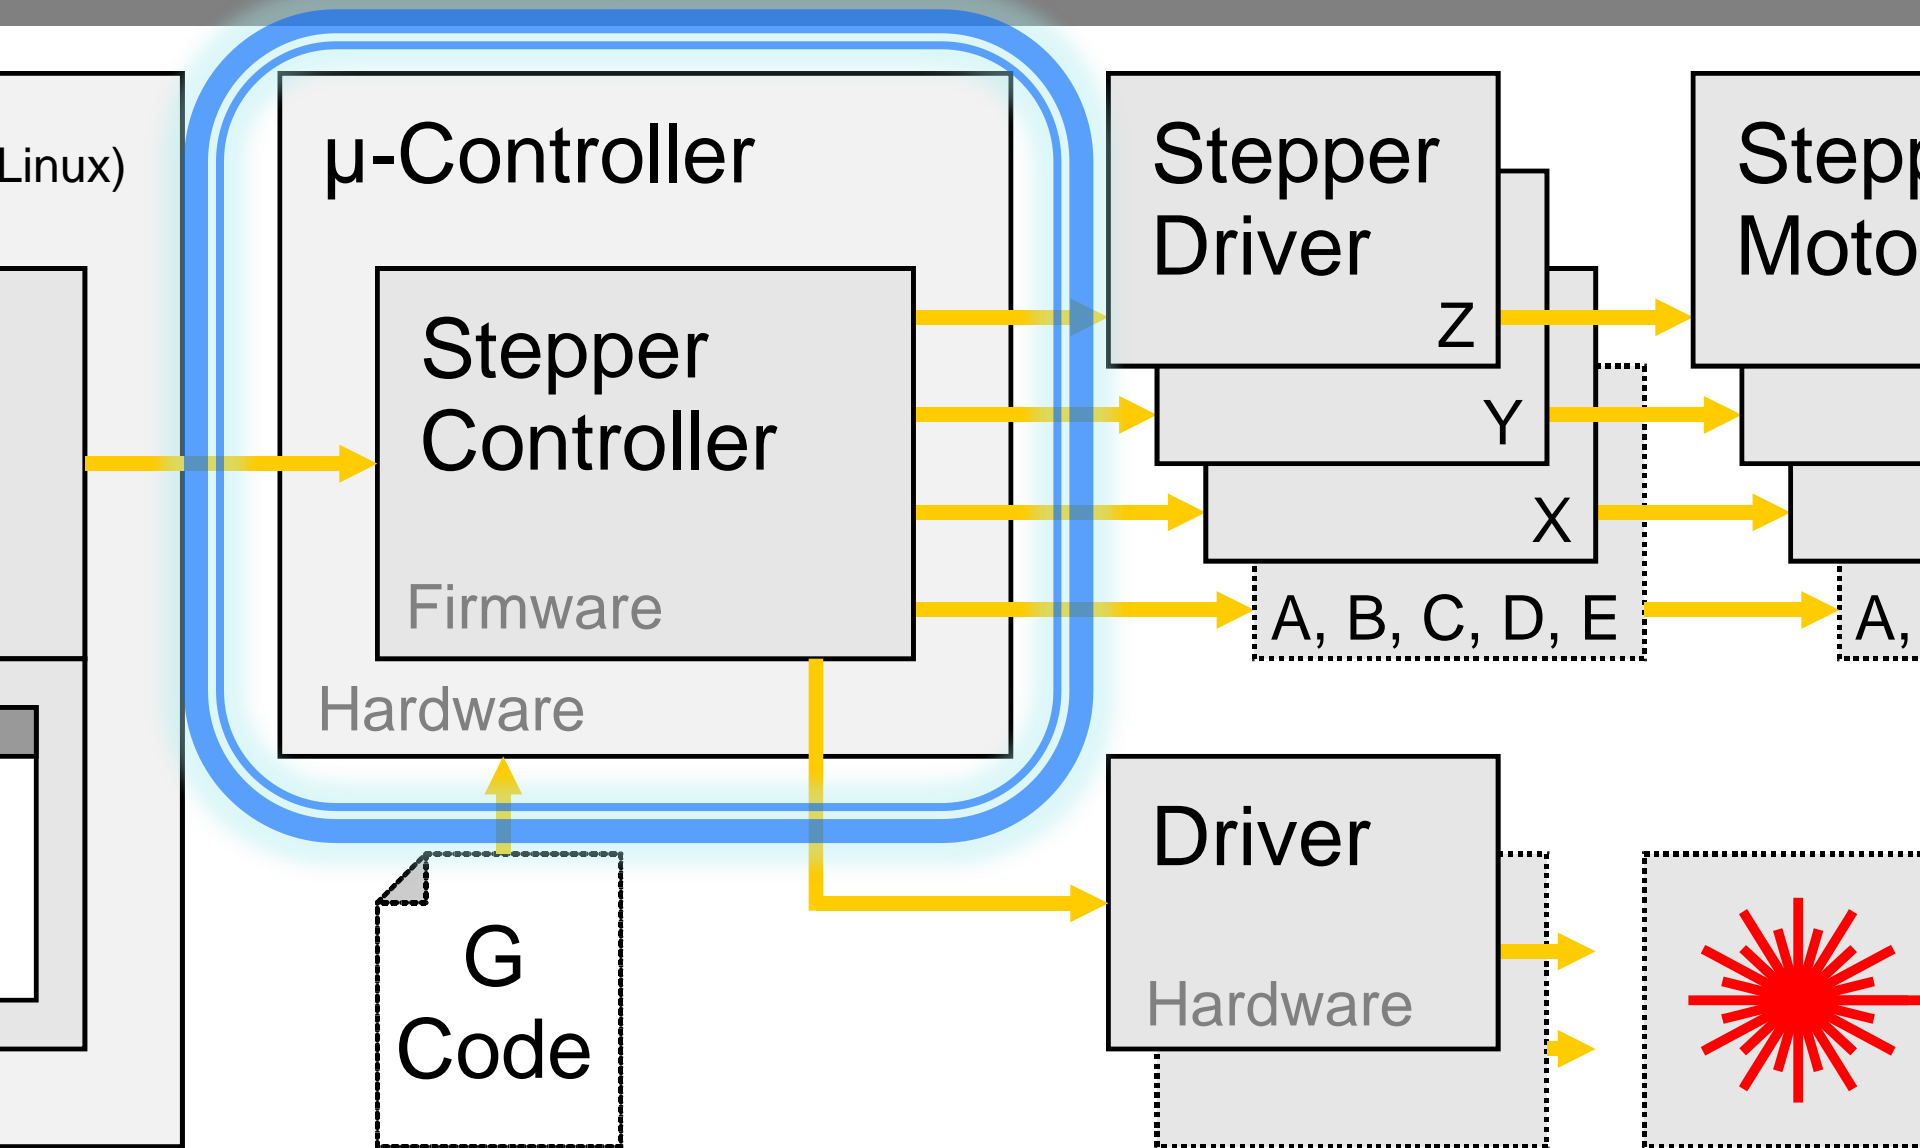 Linux)
µ-Controller
Stepper
Controller
Firmware
Hardware
G
Code
Stepper
Driver
Z
Y
X
A, B, C, D, E
Driver
Hardware
Stepp
Moto
A,